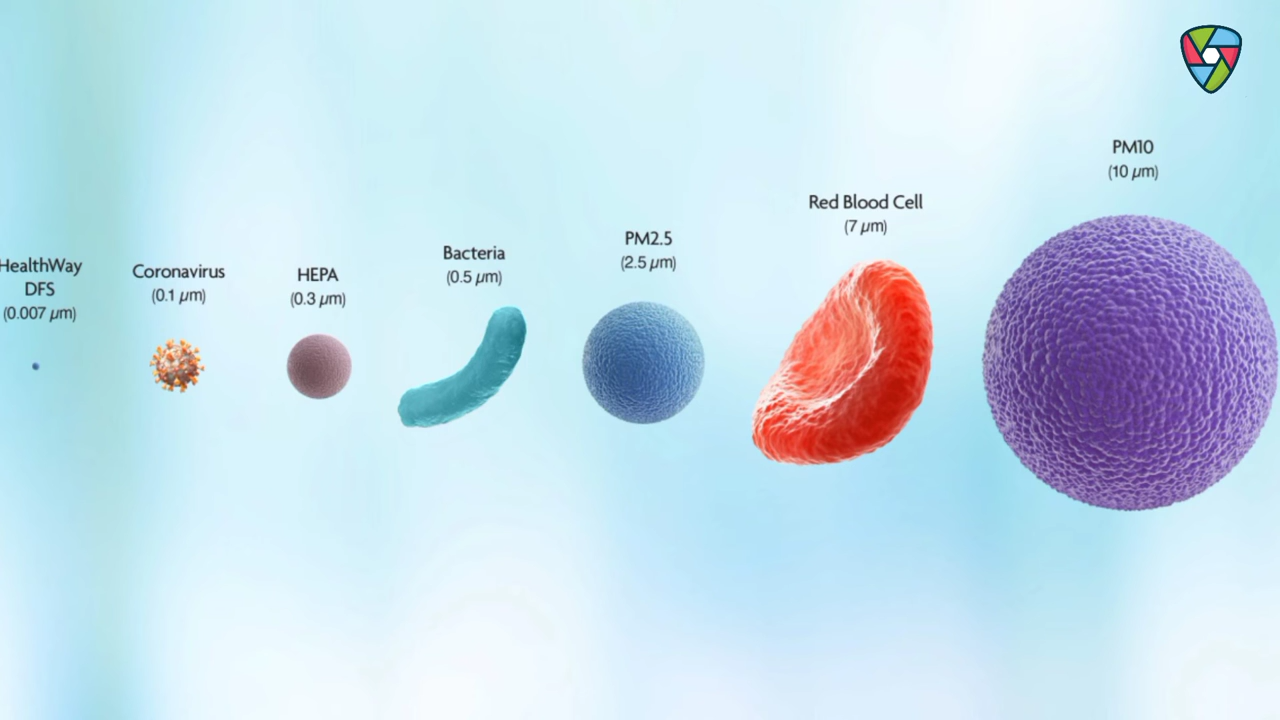 HealthWay
DFS
(0.007 µm)
Coronavirus
(0.1 µm)
HEPA
(0.3 µm)
Bacteria
(0.5 µm)
PM2.5
(2.5 µm)
Red Blood Cell
(7 µm)
PM10
(10 µm)